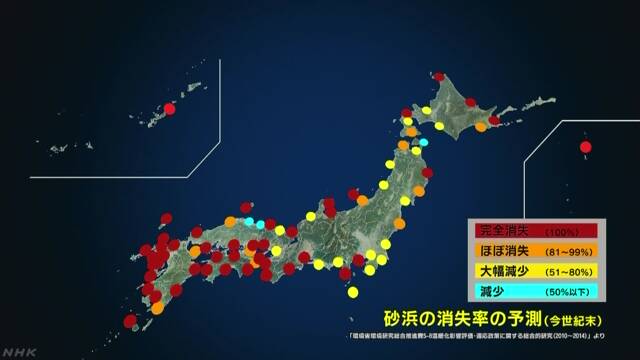 完全消失 (100%)
ほぼ消失 (81～99%)
大幅減少 (51～80%)
減少 (50%以下)
砂浜の消失率の予測(今世紀末)
「環境省環境研究総合推進費S-8温暖化影響評価・適応政策に関する総合的研究(2010～2014)」より
NHK